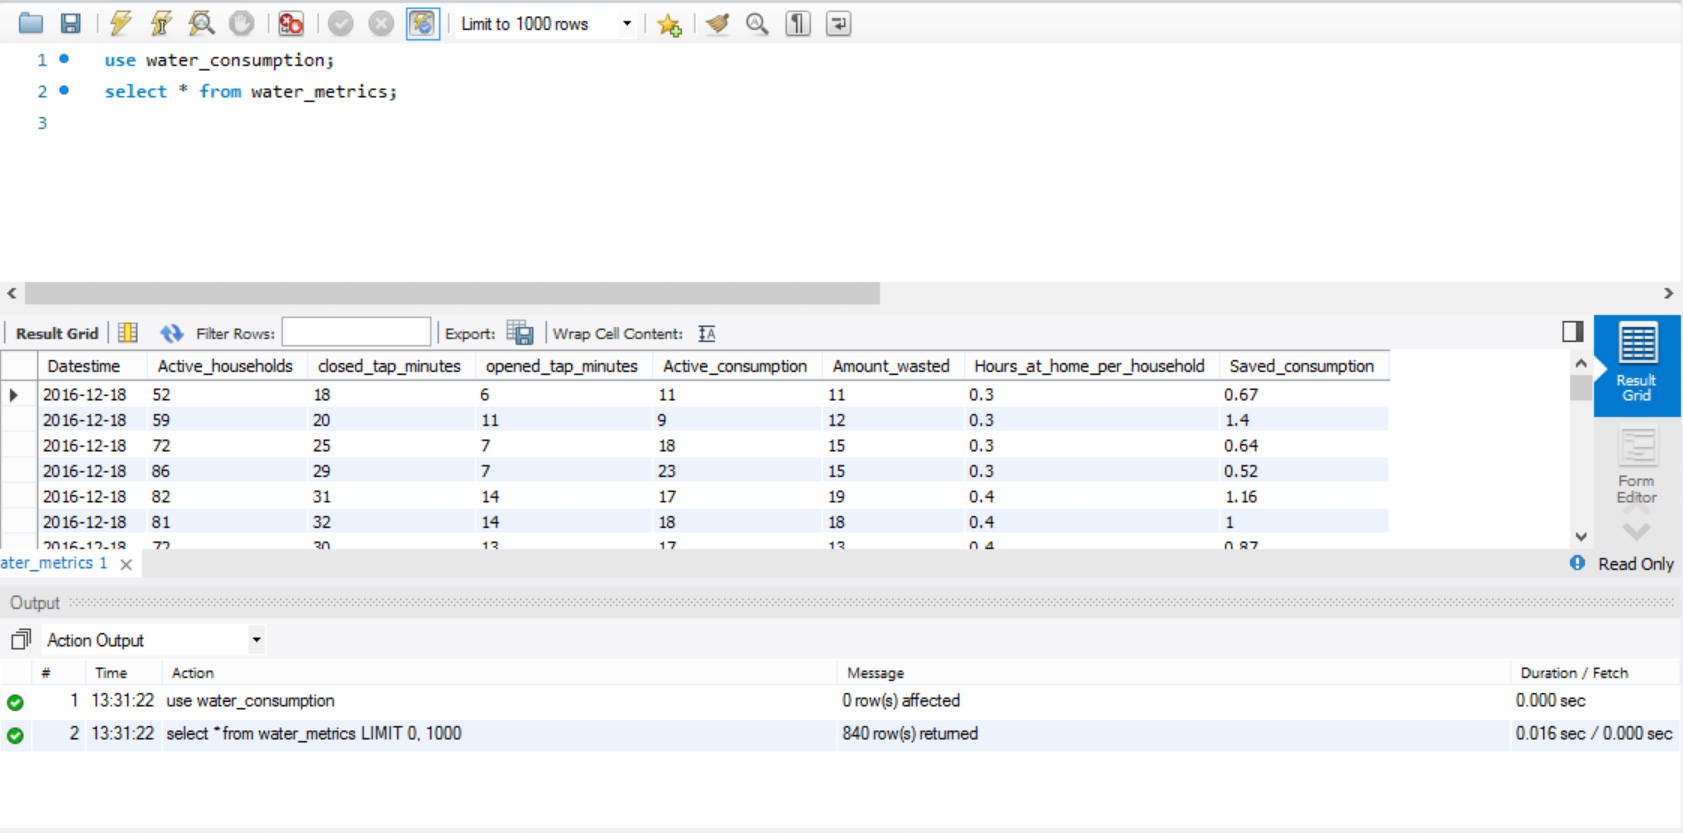 Limit to 1000 rows
1 use water_consumption;
2 select * from water_metrics;
3
Result Grid Filter Rows: Export: Wrap Cell Content:
Datestime Active_households closed_tap_minutes opened_tap_minutes Active_consumption Amount_wasted Hours_at_home_per_household Saved_consumption
2016-12-18 52 18 6 11 11 0.3 0.67
2016-12-18 59 20 11 9 12 0.3 1.4
2016-12-18 72 25 7 18 15 0.3 0.64
2016-12-18 86 29 7 23 15 0.3 0.52
2016-12-18 82 31 14 17 19 0.4 1.16
2016-12-18 81 32 14 18 18 0.4 1
2016-12-18 72 30 13 17 13 0.4 0.87
Result
Grid
Form
Editor
ater_metrics 1
Read Only
Output
Action Output
# Time Action Message Duration / Fetch
1 13:31:22 use water_consumption 0 row(s) affected 0.000 sec
2 13:31:22 select * from water_metrics LIMIT 0, 1000 840 row(s) returned 0.016 sec / 0.000 sec